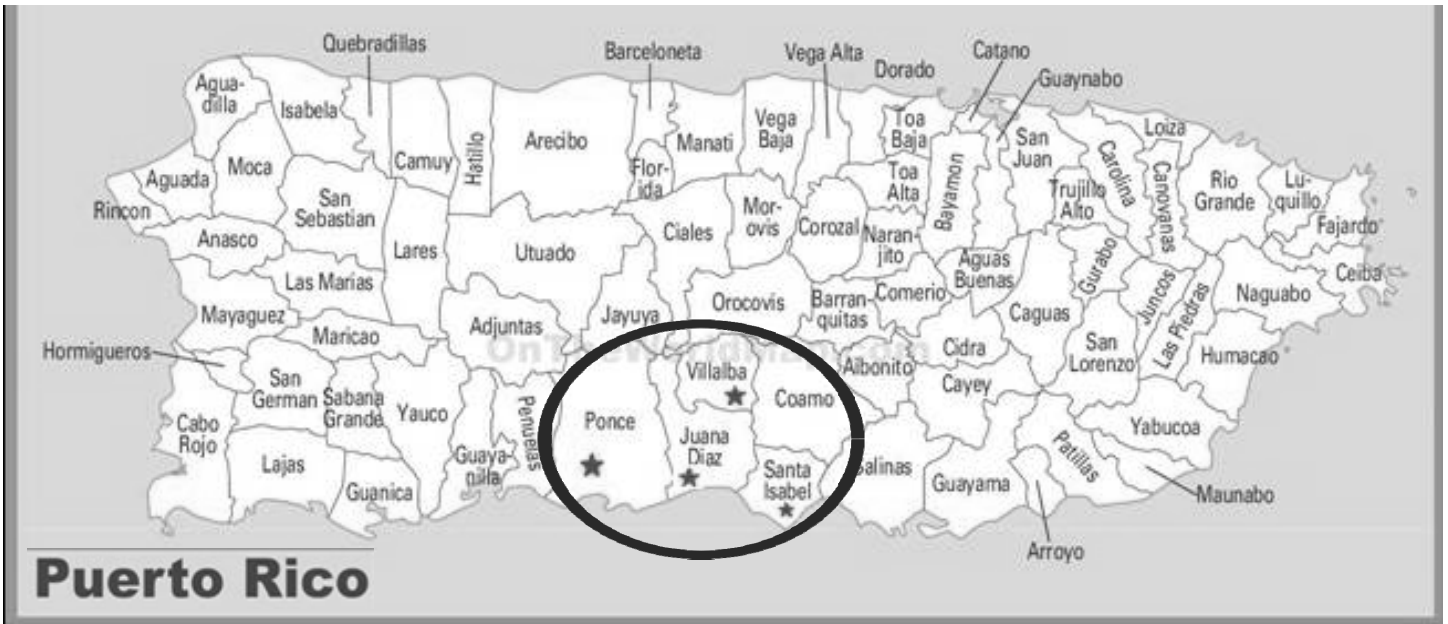 Quebradillas
Barceloneta
Vega Alta
Dorado
Catano
Guaynabo
Agua-
dilla
Isabela
Camuy
Hatillo
Arecibo
Flor-
ida
Manati
Vega
Baja
Toa
Baja
Toa
Alta
Bayamon
San
Juan
Trujillo
Alto
Carolina
Loiza
Canovanas
Rio
Grande
Lu-
quillo
Fajardo
Ceiba
Moca
Aguada
Rincon
Anasco
San
Sebastian
Lares
Utuado
Ciales
Mor-
ovis
Corozal
Naran-
jito
Aguas
Buenas
Gurabo
Juncos
Las Piedras
Naguabo
Las Marias
Mayaguez
Maricao
Adjuntas
Jayuya
Orocovis
Barran-
quitas
Comerio
Caguas
San
Lorenzo
Humacao
OnTheWorldMap.com
Hormigueros
San
German
Sabana
Grande
Yauco
Villalba
Coamo
Aibonito
Cidra
Cayey
Yabucoa
Cabo
Rojo
Lajas
Guanica
Guaya-
nilla
Penuelas
Ponce
Juana
Diaz
Santa
Isabel
Salinas
Guayama
Patillas
Maunabo
Arroyo
Puerto Rico